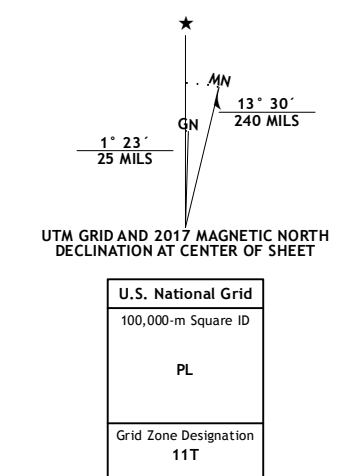 ★
MN
GN
13° 30´
240 MILS
1° 23´
25 MILS
UTM GRID AND 2017 MAGNETIC NORTH
DECLINATION AT CENTER OF SHEET
U.S. National Grid
100,000-m Square ID
PL
Grid Zone Designation
11T